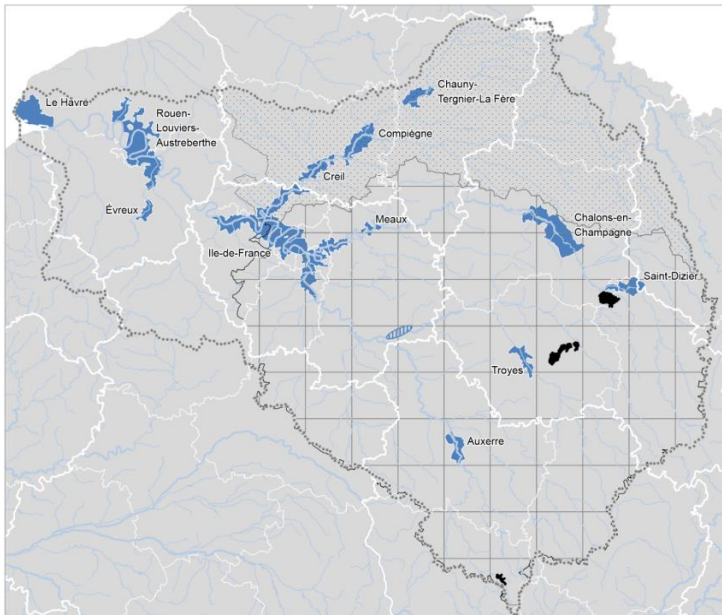 Le Havre
Rouen-
Louviers-
Austreberthe
Évreux
Chauny-
Tergnier-La Fère
Compiègne
Creil
Meaux
Ile-de-France
Chalons-en-
Champagne
Saint-Dizier
Troyes
Auxerre